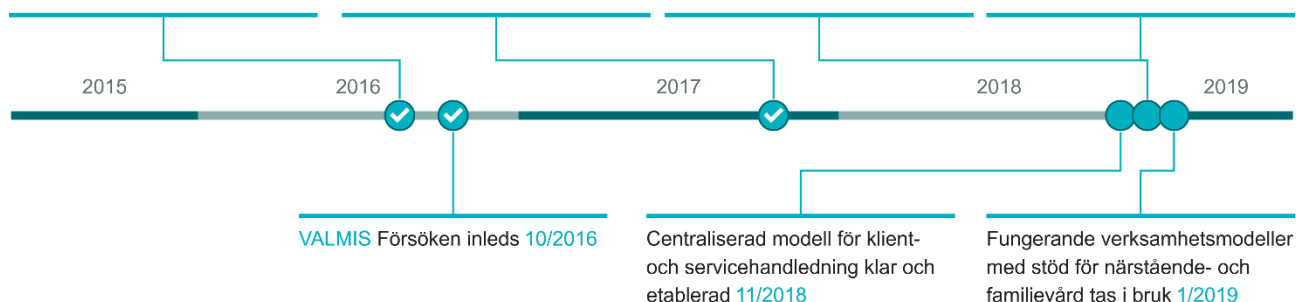 2015
2016
2017
2018
2019
VALMIS Försöken inleds 10/2016
Centraliserad modell för klient-
och servicehandledning klar och
etablerad 11/2018
Fungerande verksamhetsmodeller
med stöd för närstående- och
familievård tas i bruk 1/2019